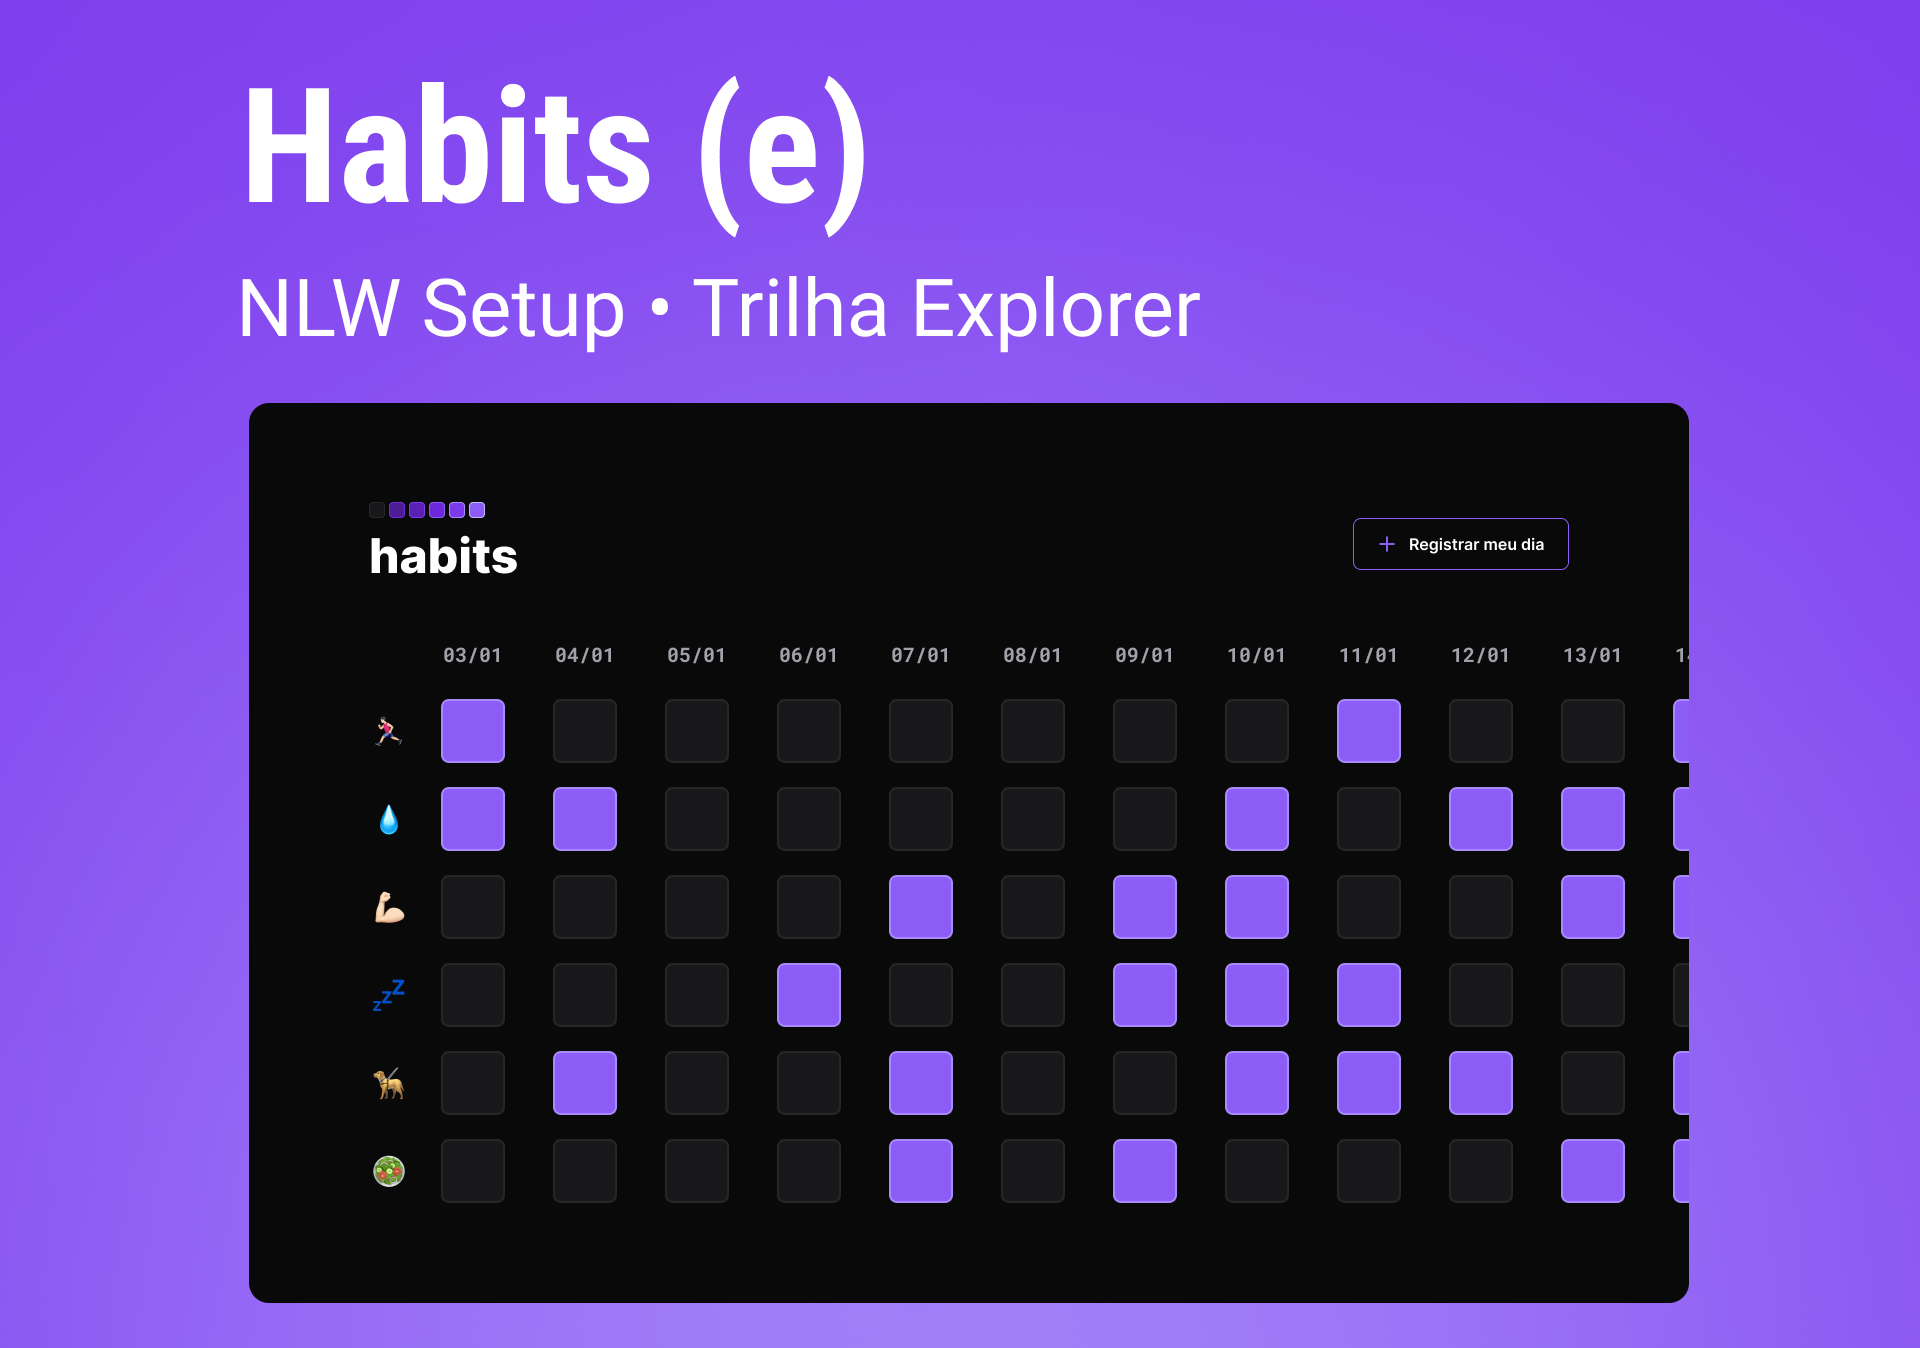 Habits (e)
NLW Setup • Trilha Explorer
habits
Registrar meu dia
03/01 04/01 05/01 06/01 07/01 08/01 09/01 10/01 11/01 12/01 13/01